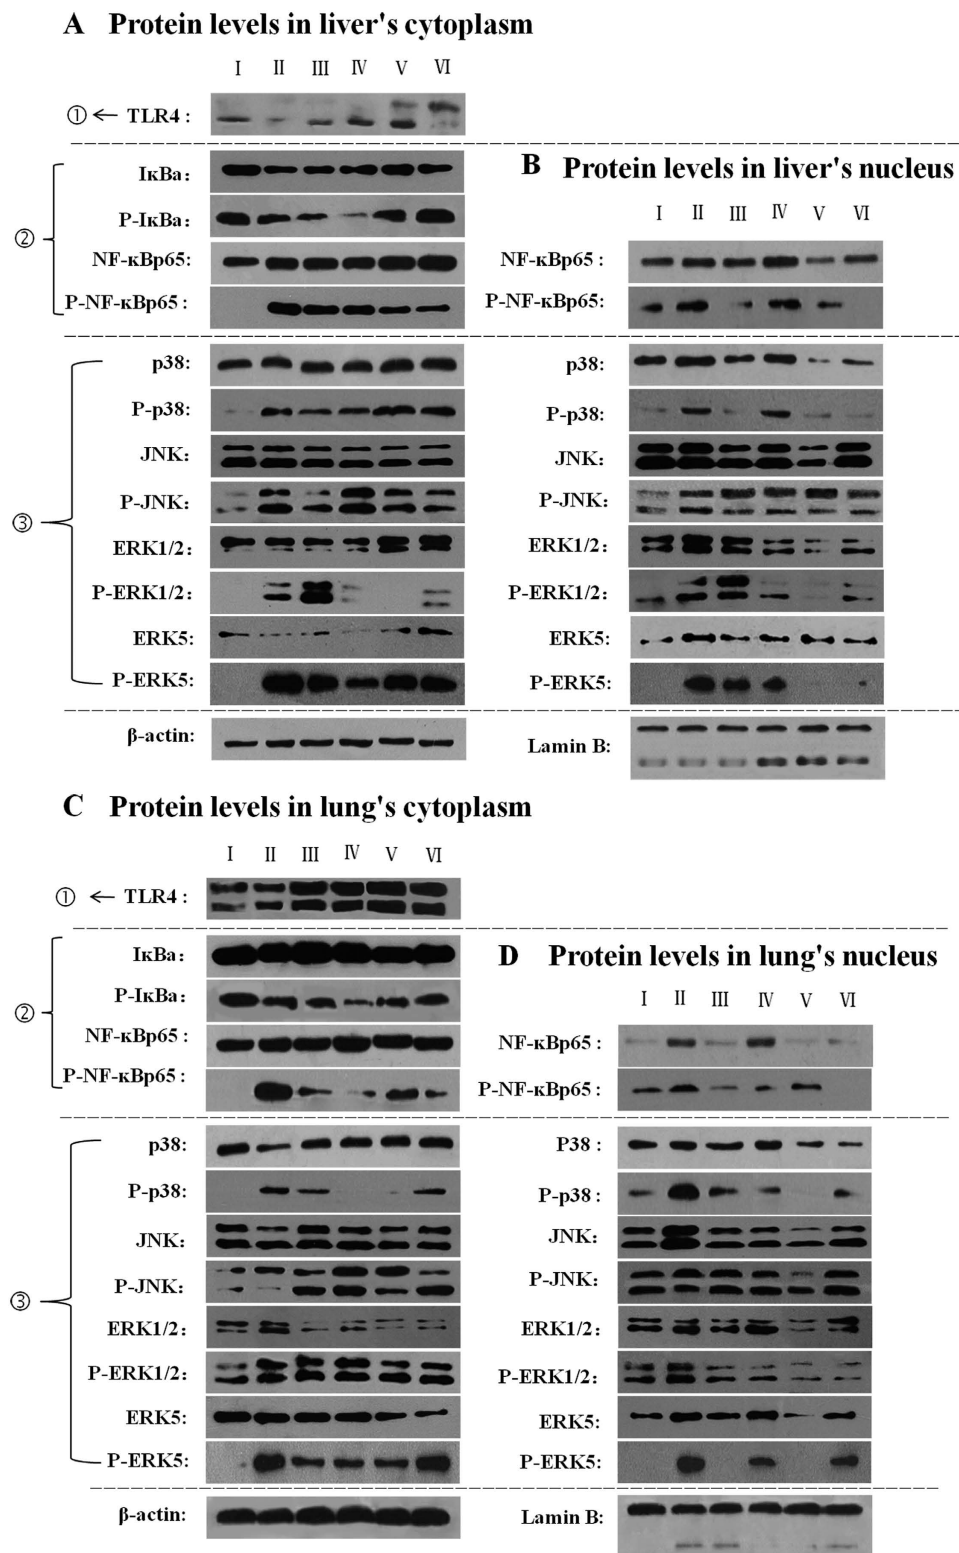 A Protein levels in liver's cytoplasm
I II III IV V VI
① ← TLR4 :
②
IκBa:
P-IκBa:
NF-κBp65:
P-NF-κBp65:
③
p38:
P-p38:
JNK:
P-JNK:
ERK1/2:
P-ERK1/2:
ERK5:
P-ERK5:
β-actin:
B Protein levels in liver's nucleus
I II III IV V VI
NF-κBp65 :
P-NF-κBp65:
p38:
P-p38:
JNK:
P-JNK:
ERK1/2:
P-ERK1/2:
ERK5:
P-ERK5:
Lamin B:
C Protein levels in lung's cytoplasm
I II III IV V VI
① ← TLR4 :
②
IκBa:
P-IκBa:
NF-κBp65 :
P-NF-κBp65 :
③
p38:
P-p38:
JNK:
P-JNK:
ERK1/2:
P-ERK1/2:
ERK5:
P-ERK5:
β-actin:
D Protein levels in lung's nucleus
I II III IV V VI
NF-κBp65 :
P-NF-κBp65 :
P38 :
P-p38 :
JNK:
P-JNK:
ERK1/2:
P-ERK1/2:
ERK5:
P-ERK5:
Lamin B: